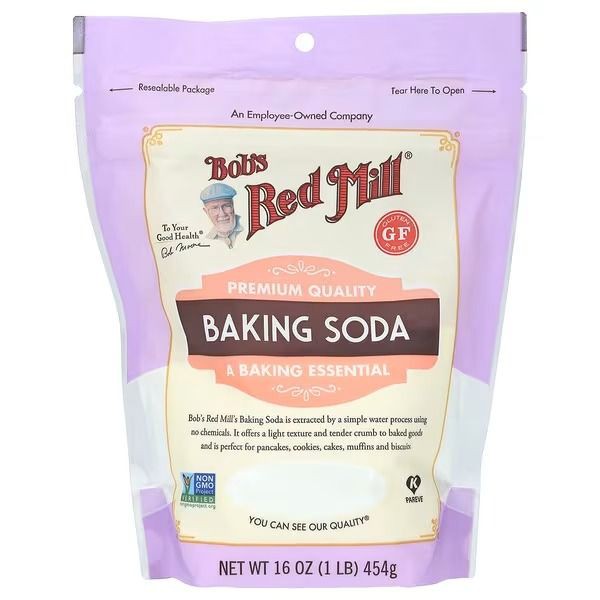 Resealable Package
Tear Here To Open
An Employee-Owned Company
Bob's
Red Mill®
To Your
Good Health®
Bob Moore
GLUTEN
GF
FREE
PREMIUM QUALITY
BAKING SODA
A BAKING ESSENTIAL
Bob's Red Mill's Baking Soda is extracted by a simple water process using
no chemicals. It offers a light texture and tender crumb to baked goods
and is perfect for pancakes, cookies, cakes, muffins and biscuits
NON
GMO
Project
VERIFIED
nongmoproject.org
K
PAREVE
YOU CAN SEE OUR QUALITY®
NET WT 16 OZ (1 LB) 454g